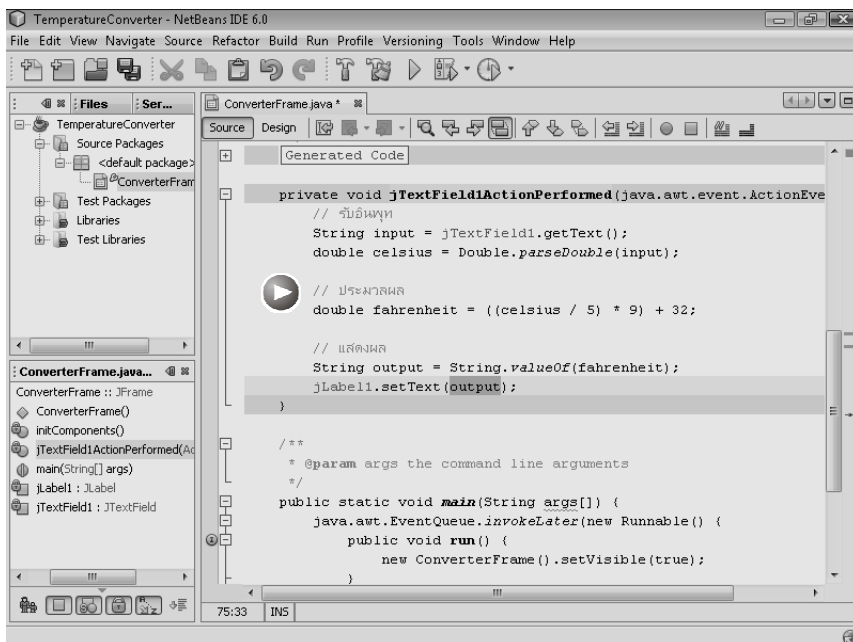 TemperatureConverter - NetBeans IDE 6.0
File Edit View Navigate Source Refactor Build Run Profile Versioning Tools Window Help
Files Ser...
TemperatureConverter
Source Packages
<default package>
ConverterFram
Test Packages
Libraries
Test Libraries
ConverterFrame.java...
ConverterFrame :: JFrame
ConverterFrame()
initComponents()
jTextField1ActionPerformed(Ac
main(String[] args)
jLabel1 : JLabel
jTextField1 : JTextField
ConverterFrame.java *
Source Design
Generated Code
private void jTextField1ActionPerformed(java.awt.event.ActionEve
// รับอินพุท
String input = jTextField1.getText();
double celsius = Double.parseDouble(input);
// ประมวลผล
double fahrenheit = ((celsius / 5) * 9) + 32;
// แสดงผล
String output = String.valueOf(fahrenheit);
jLabel1.setText(output);
}
/**
* @param args the command line arguments
*/
public static void main(String args[]) {
java.awt.EventQueue.invokeLater(new Runnable() {
public void run() {
new ConverterFrame().setVisible(true);
}
75:33 INS